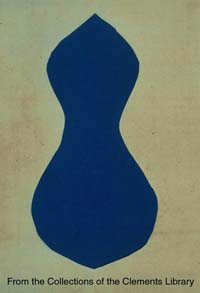 From the Collections of the Clements Library